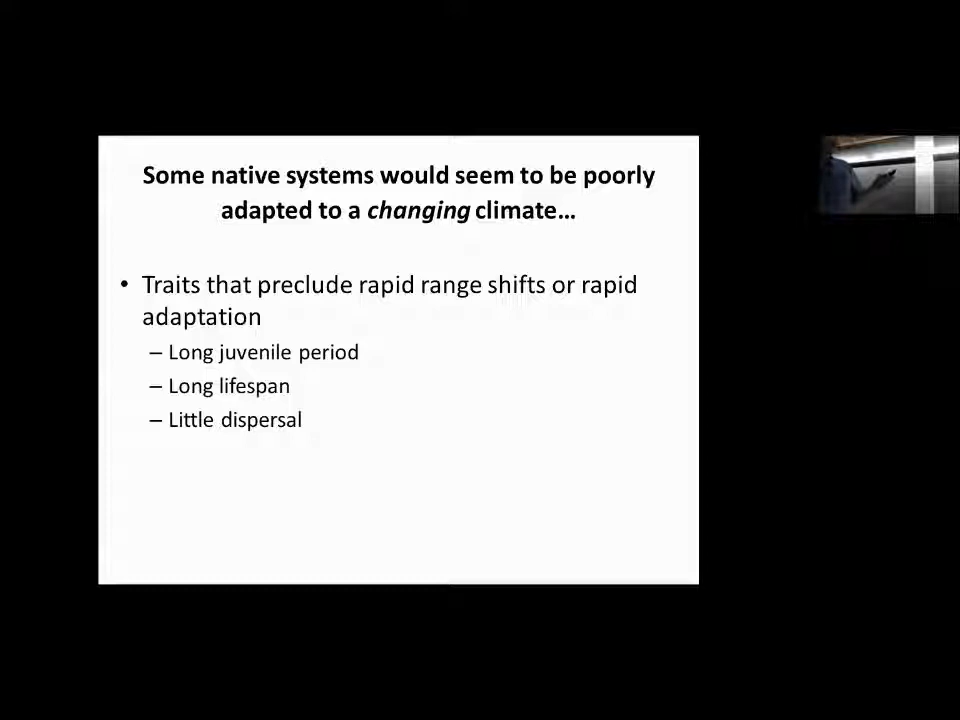 Some native systems would seem to be poorly
adapted to a changing climate…
• Traits that preclude rapid range shifts or rapid
adaptation
– Long juvenile period
– Long lifespan
– Little dispersal